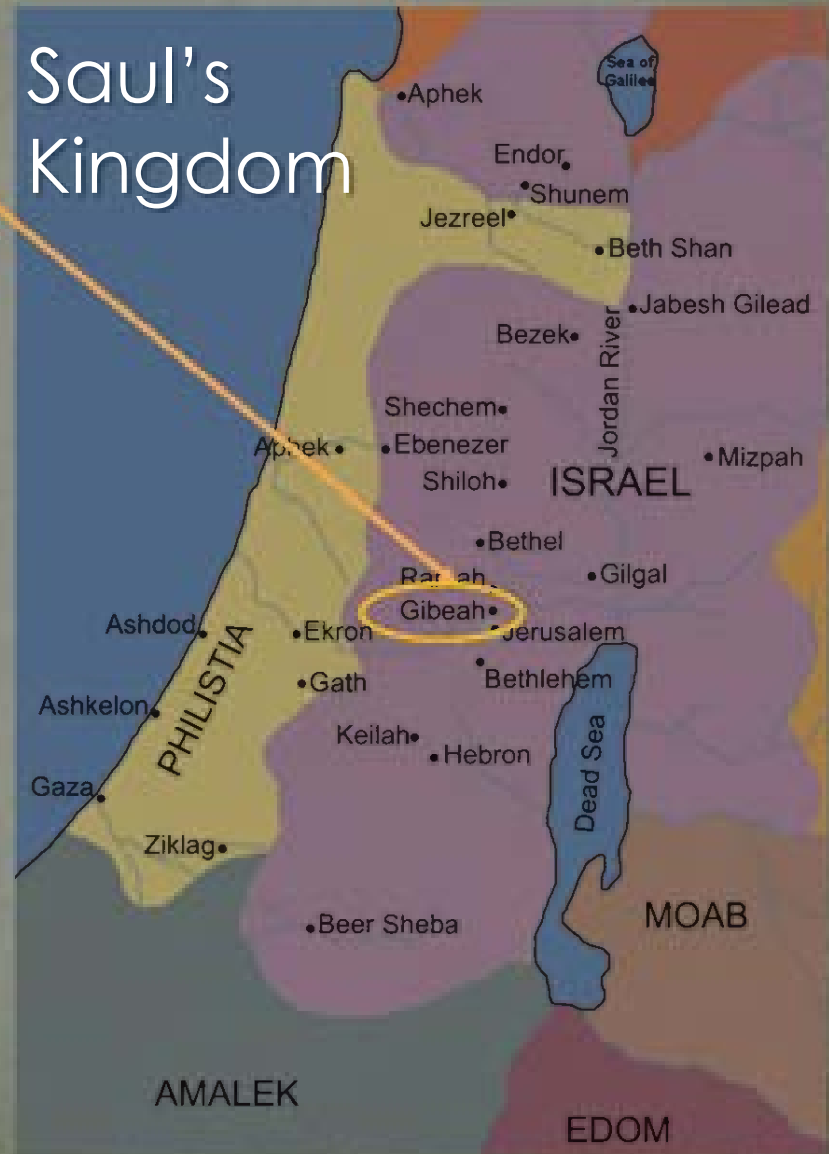 Saul's
Kingdom
Sea of
Galilee
Aphek
Endor
Shunem
Jezreel
Beth Shan
Jabesh Gilead
Bezek
Jordan River
Shechem
Aphek
Ebenezer
Mizpah
Shiloh
ISRAEL
Bethel
Ramah
Gilgal
Gibeah
Ashdod
Ekron
Jerusalem
PHILISTIA
Gath
Bethlehem
Ashkelon
Keilah
Hebron
Dead Sea
Gaza
Ziklag
MOAB
Beer Sheba
AMALEK
EDOM